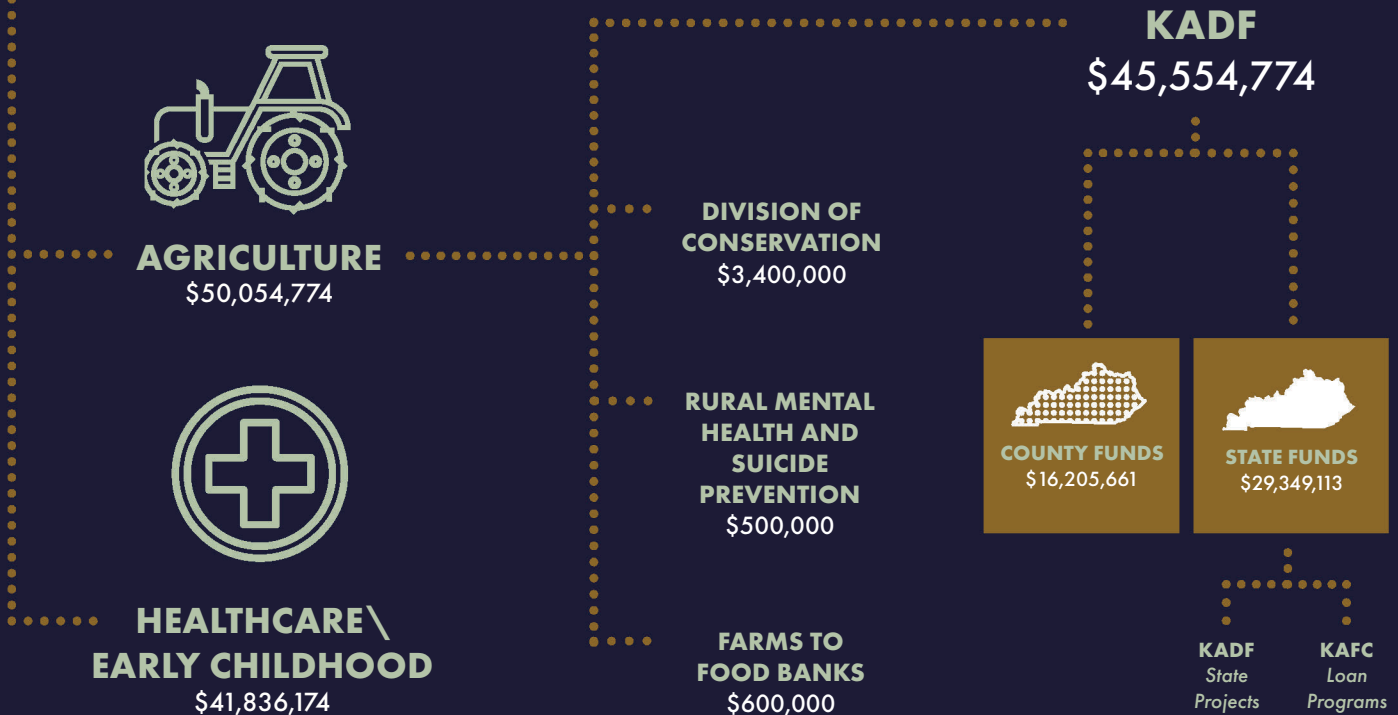 KADF
$45,554,774
AGRICULTURE
$50,054,774
DIVISION OF
CONSERVATION
$3,400,000
RURAL MENTAL
HEALTH AND
SUICIDE
PREVENTION
$500,000
FARMS TO
FOOD BANKS
$600,000
COUNTY FUNDS
$16,205,661
STATE FUNDS
$29,349,113
KADF
State
Projects
KAFC
Loan
Programs
HEALTHCARE\
EARLY CHILDHOOD
$41,836,174